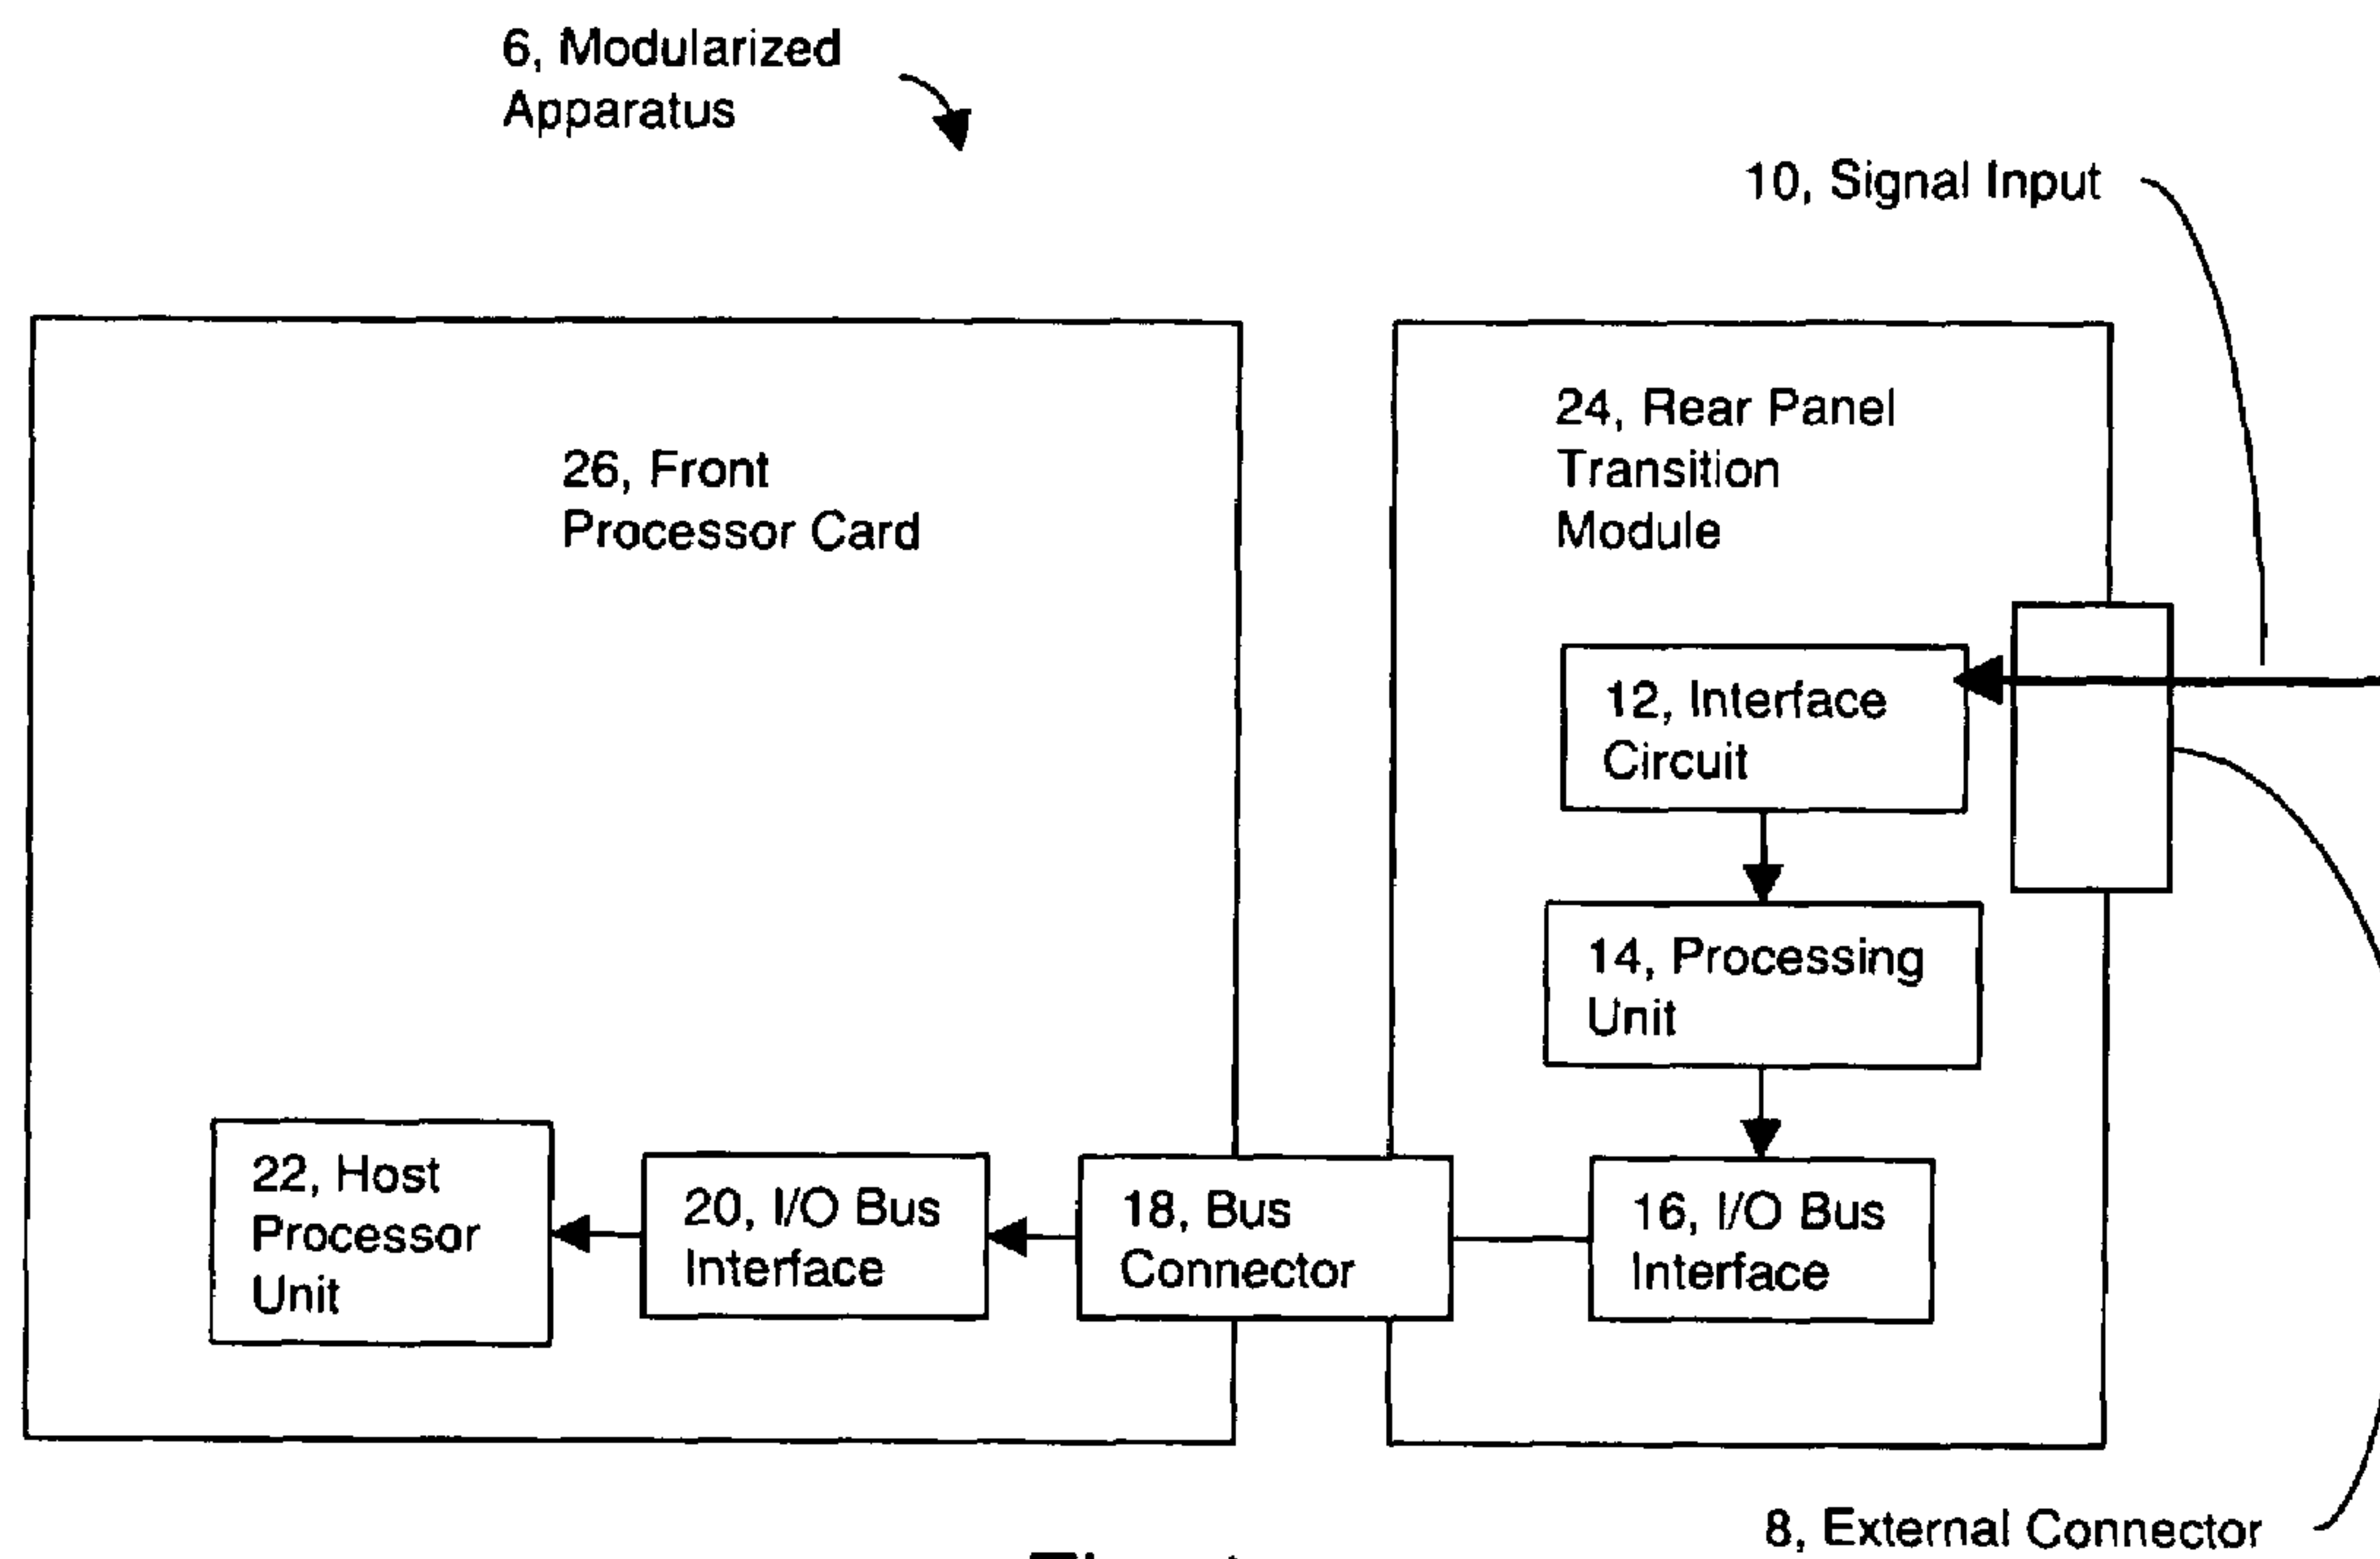 6, Modularized
Apparatus
10, Signal Input
26, Front
Processor Card
24, Rear Panel
Transition
Module
12, Interface
Circuit
14, Processing
Unit
22, Host
Processor
Unit
20, I/O Bus
Interface
18, Bus
Connector
16, I/O Bus
Interface
8, External Connector